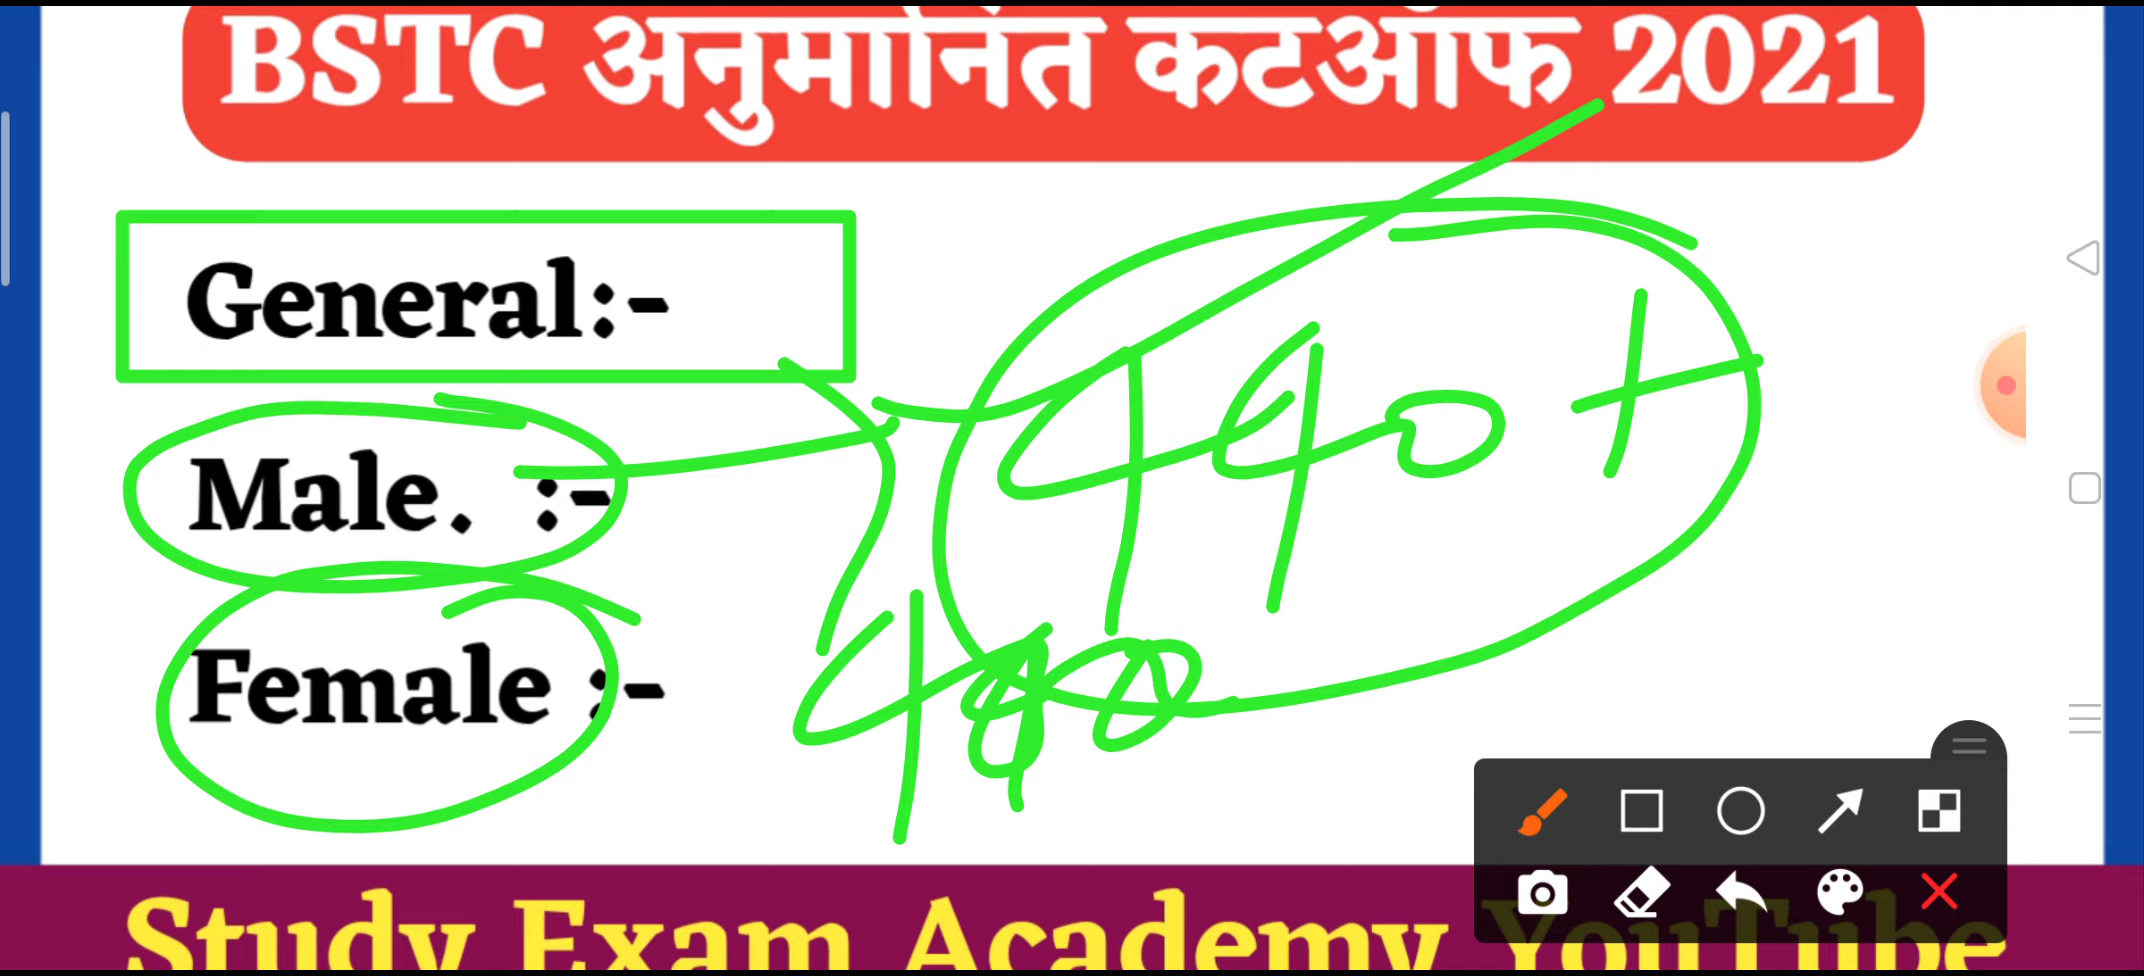 BSTC अनुमानित कटऑफ 2021
General:-
440+
Male. :-
Female :-
Study Exam Academy YouTube